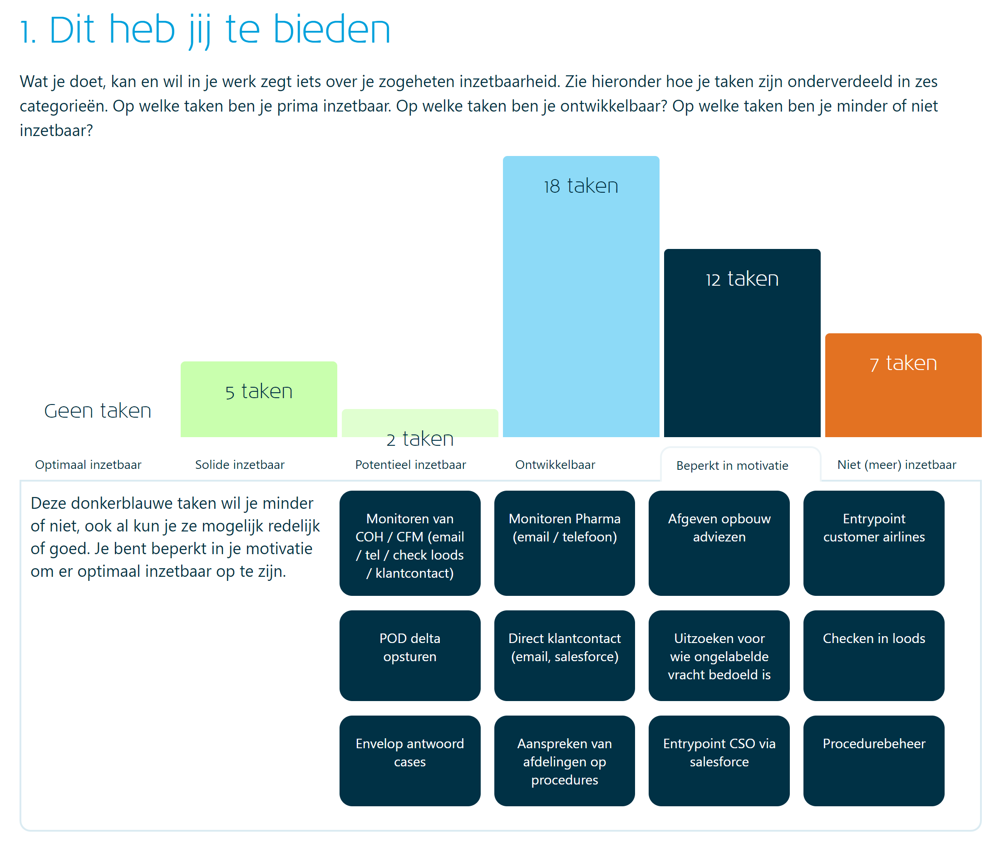 1. Dit heb jij te bieden
Wat je doet, kan en wil in je werk zegt iets over je zogeheten inzetbaarheid. Zie hieronder hoe je taken zijn onderverdeeld in zes
categorieën. Op welke taken ben je prima inzetbaar. Op welke taken ben je ontwikkelbaar? Op welke taken ben je minder of niet
inzetbaar?
18 taken
12 taken
7 taken
5 taken
Geen taken
2 taken
Optimaal inzetbaar
Solide inzetbaar
Potentieel inzetbaar
Ontwikkelbaar
Beperkt in motivatie
Niet (meer) inzetbaar
Deze donkerblauwe taken wil je minder
of niet, ook al kun je ze mogelijk redelijk
of goed. Je bent beperkt in je motivatie
om er optimaal inzetbaar op te zijn.
Monitoren van
COH / CFM (email
/ tel / check loods
/ klantcontact)
Monitoren Pharma
(email / telefoon)
Afgeven opbouw
adviezen
Entrypoint
customer airlines
POD delta
opsturen
Direct klantcontact
(email, salesforce)
Uitzoeken voor
wie ongelabelde
vracht bedoeld is
Checken in loods
Envelop antwoord
cases
Aanspreken van
afdelingen op
procedures
Entrypoint CSO via
salesforce
Procedurebeheer